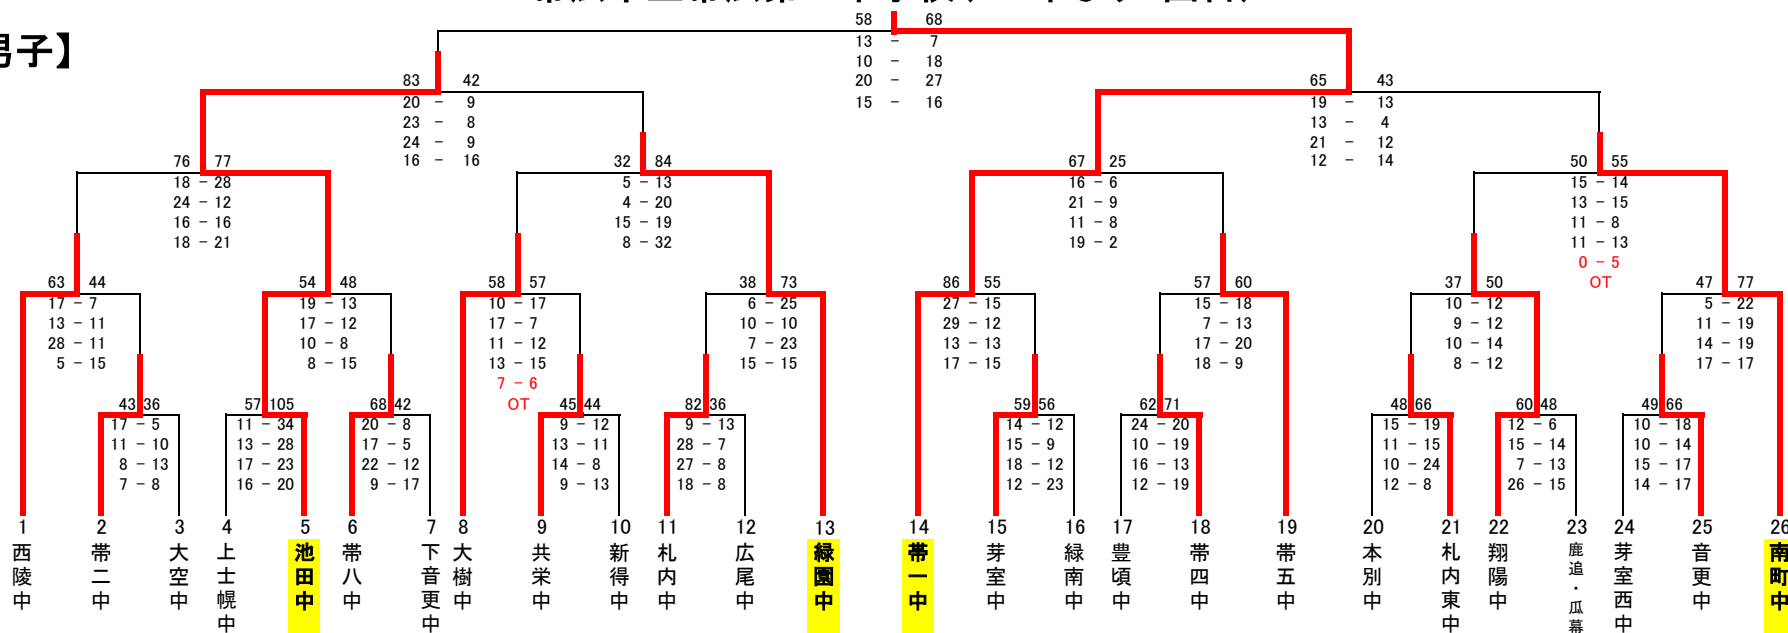 男子】
58 68
13 - 7
10 - 18
20 - 27
15 - 16
83 42
20 - 9
23 - 8
24 - 9
16 - 16
65 43
19 - 13
13 - 4
21 - 12
12 - 14
76 77
18 - 28
24 - 12
16 - 16
18 - 21
32 84
5 - 13
4 - 20
15 - 19
8 - 32
67 25
16 - 6
21 - 9
11 - 8
19 - 2
50 55
15 - 14
13 - 15
11 - 8
11 - 13
0 - 5
OT
63 44
17 - 7
13 - 11
28 - 11
5 - 15
54 48
19 - 13
17 - 12
10 - 8
8 - 15
58 57
10 - 17
17 - 7
11 - 12
13 - 15
7 - 6
OT
38 73
6 - 25
10 - 10
7 - 23
15 - 15
86 55
27 - 15
29 - 12
13 - 13
17 - 15
57 60
15 - 18
7 - 13
17 - 20
18 - 9
37 50
10 - 12
9 - 12
10 - 14
8 - 12
47 77
5 - 22
11 - 19
14 - 19
17 - 17
43 36
17 - 5
11 - 10
8 - 13
7 - 8
57 105
11 - 34
13 - 28
17 - 23
16 - 20
68 42
20 - 8
17 - 5
22 - 12
9 - 17
45 44
9 - 12
13 - 11
14 - 8
9 - 13
82 36
9 - 13
28 - 7
27 - 8
18 - 8
59 56
14 - 12
15 - 9
18 - 12
12 - 23
62 71
24 - 20
10 - 19
16 - 13
12 - 19
48 66
15 - 19
11 - 15
10 - 24
12 - 8
60 48
12 - 6
15 - 14
7 - 13
26 - 15
49 66
10 - 18
10 - 14
15 - 17
14 - 17
1 西陵中
2 帯二中
3 大空中
4 上士幌中
5 池田中
6 帯八中
7 下音更中
8 大樹中
9 共栄中
10 新得中
11 札内中
12 広尾中
13 緑園中
14 帯一中
15 芽室中
16 緑南中
17 豊頃中
18 帯四中
19 帯五中
20 本別中
21 札内東中
22 翔陽中
23 鹿追・瓜幕
24 芽室西中
25 音更中
26 南町中